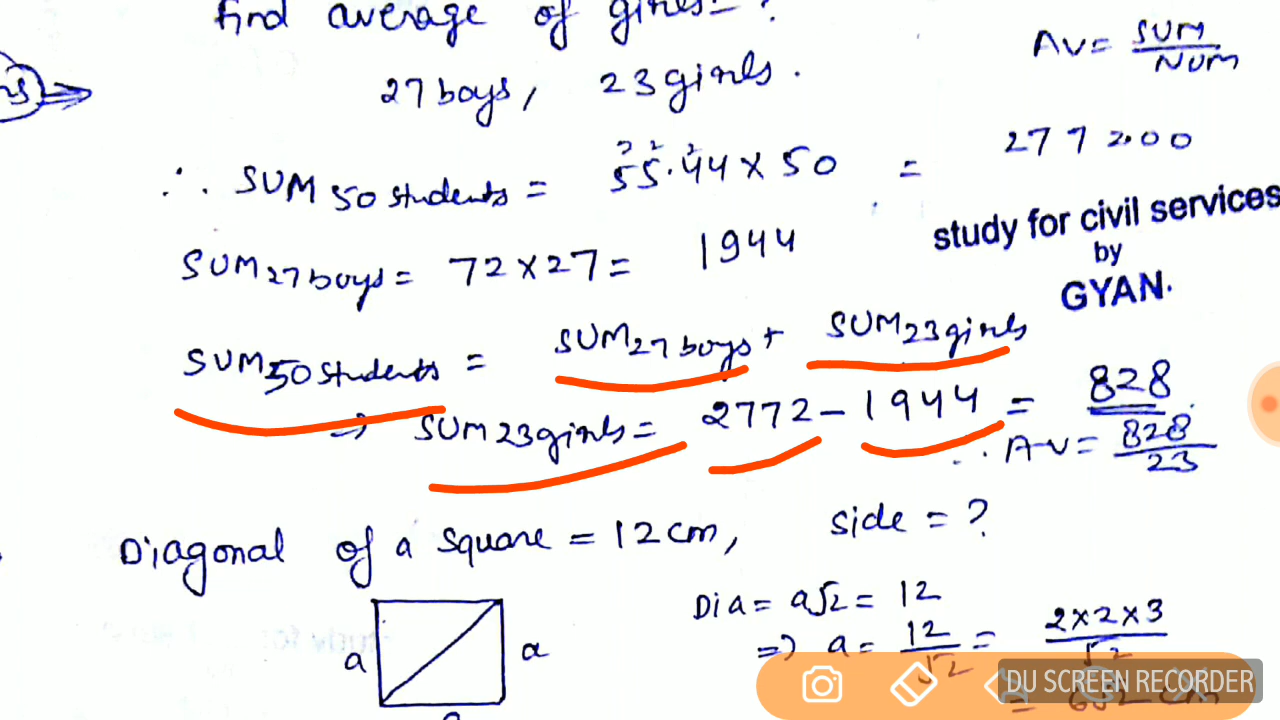 find average of girls = ?
Av = SUM / NUM
27 boys, 23 girls.
∴ SUM 50 students = 55.44 × 50 = 2772.00
study for civil services
by
GYAN.
SUM 27 boys = 72 × 27 = 1944
SUM 50 students = SUM 27 boys + SUM 23 girls
⇒ SUM 23 girls = 2772 - 1944 = 828
∴ Av = 828 / 23
Diagonal of a square = 12 cm, side = ?
Dia = a√2 = 12
a a
⇒ a = 12 / √2 = 2×2×3 / √2
= 6√2 cm
DU SCREEN RECORDER